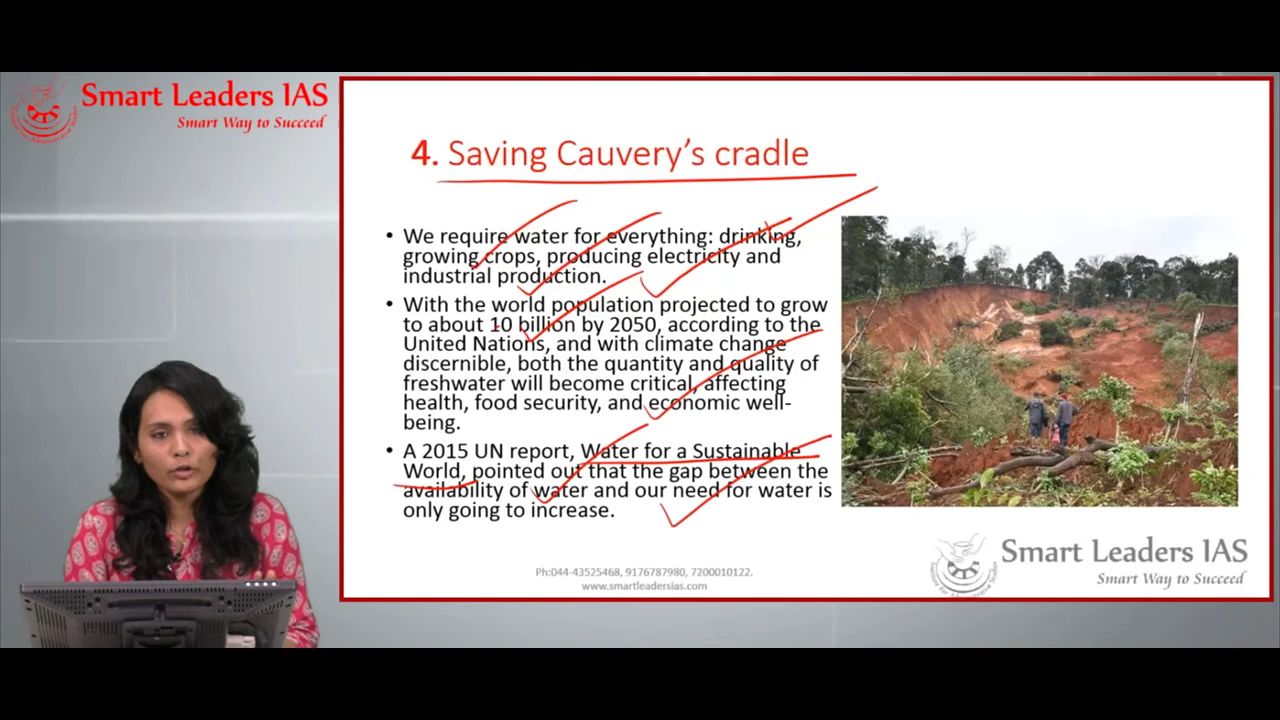 Smart Leaders IAS
Smart Way to Succeed
4. Saving Cauvery's cradle
• We require water for everything: drinking,
growing crops, producing electricity and
industrial production.
• With the world population projected to grow
to about 10 billion by 2050, according to the
United Nations, and with climate change
discernible, both the quantity and quality of
freshwater will become critical, affecting
health, food security, and economic well-
being.
• A 2015 UN report, Water for a Sustainable
World, pointed out that the gap between the
availability of water and our need for water is
only going to increase.
Ph:044-43525468, 9176787980, 7200010122.
www.smartleadersias.com
Smart Leaders IAS
Smart Way to Succeed